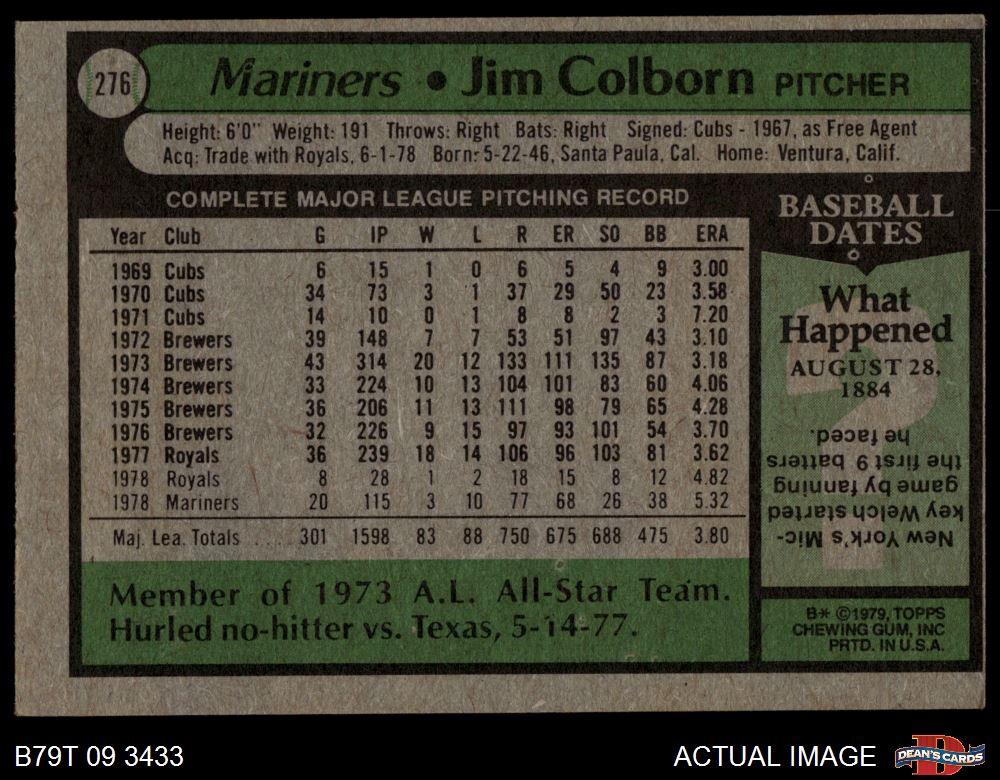 276
Mariners • Jim Colborn PITCHER
Height: 6'0" Weight: 191 Throws: Right Bats: Right Signed: Cubs - 1967, as Free Agent
Acq: Trade with Royals, 6-1-78 Born: 5-22-46, Santa Paula, Cal. Home: Ventura, Calif.
COMPLETE MAJOR LEAGUE PITCHING RECORD
Year Club G IP W L R ER SO BB ERA
1969 Cubs 6 15 1 0 6 5 4 9 3.00
1970 Cubs 34 73 3 1 37 29 50 23 3.58
1971 Cubs 14 10 0 1 8 8 2 3 7.20
1972 Brewers 39 148 7 7 53 51 97 43 3.10
1973 Brewers 43 314 20 12 133 111 135 87 3.18
1974 Brewers 33 224 10 13 104 101 83 60 4.06
1975 Brewers 36 206 11 13 111 98 79 65 4.28
1976 Brewers 32 226 9 15 97 93 101 54 3.70
1977 Royals 36 239 18 14 106 96 103 81 3.62
1978 Royals 8 28 1 2 18 15 8 12 4.82
1978 Mariners 20 115 3 10 77 68 26 38 5.32
Maj. Lea. Totals .... 301 1598 83 88 750 675 688 475 3.80
Member of 1973 A.L. All-Star Team.
Hurled no-hitter vs. Texas, 5-14-77.
BASEBALL
DATES
What
Happened
AUGUST 28,
1884
New York's Mic-
key Welch started
game by fanning
the first 9 batters
he faced.
B* ©1979, TOPPS
CHEWING GUM, INC
PRTD. IN U.S.A.
B79T 09 3433
ACTUAL IMAGE
DEAN'S CARDS